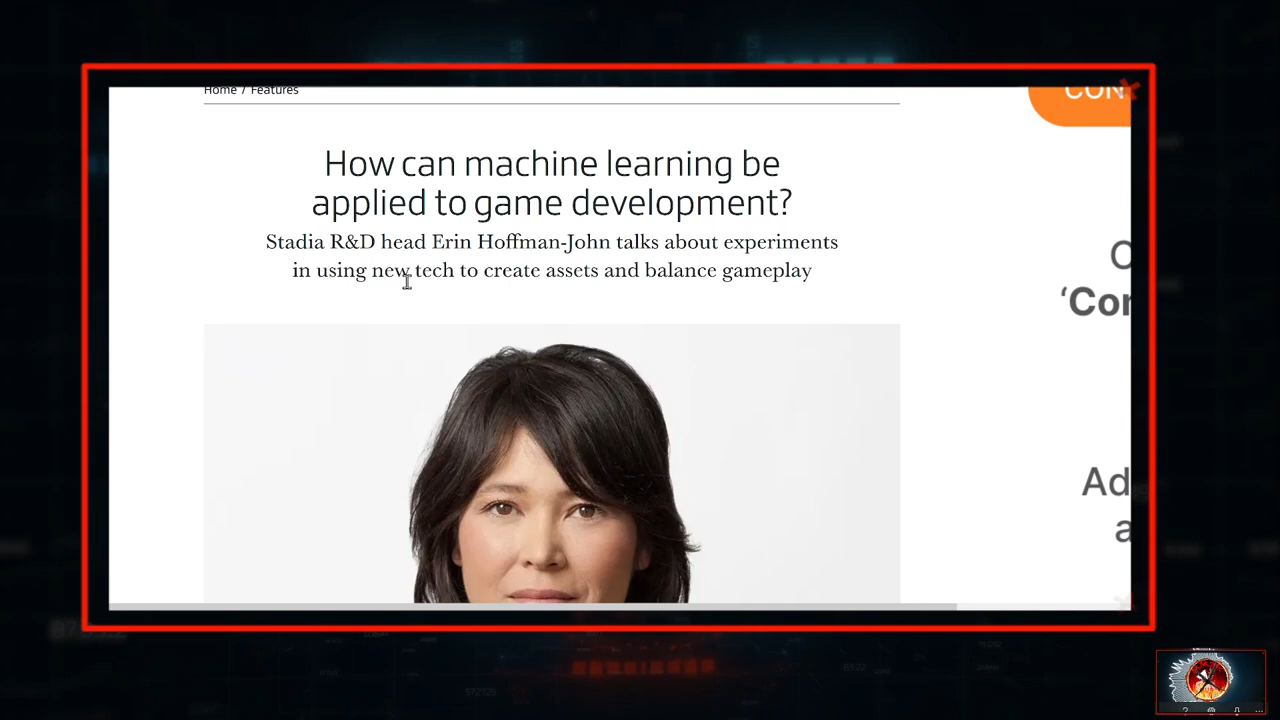 Home / Features
CON
How can machine learning be
applied to game development?
Stadia R&D head Erin Hoffman-John talks about experiments
in using new tech to create assets and balance gameplay
‘Con
Ad
a